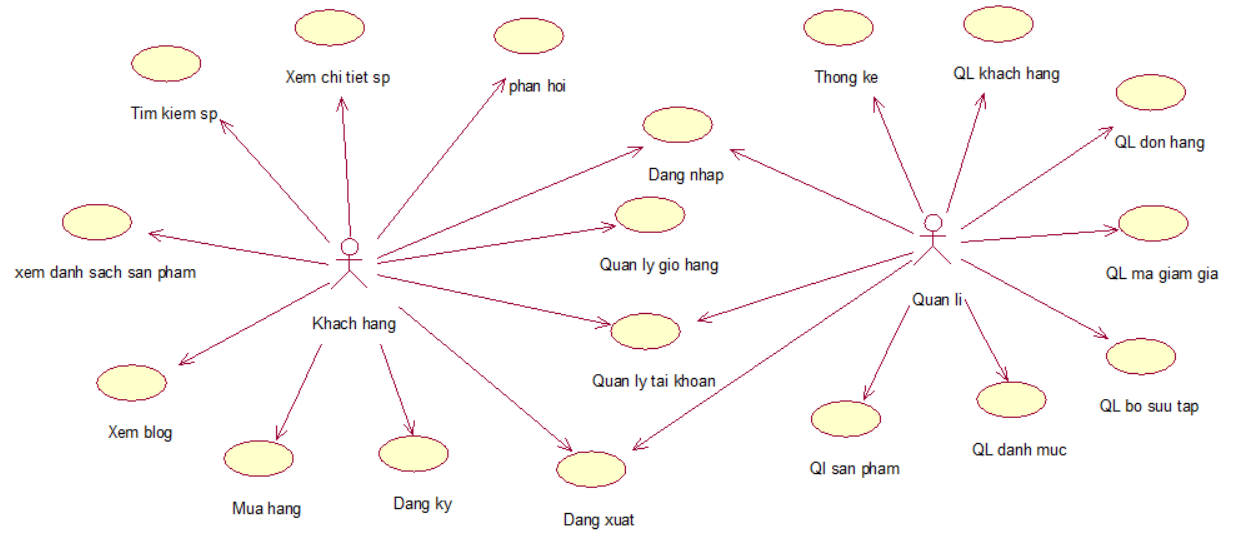 Xem chi tiet sp
phan hoi
Thong ke
QL khach hang
Tim kiem sp
QL don hang
Dang nhap
xem danh sach san pham
Quan ly gio hang
QL ma giam gia
Khach hang
Quan li
Quan ly tai khoan
QL bo suu tap
Xem blog
QL danh muc
Ql san pham
Mua hang
Dang ky
Dang xuat